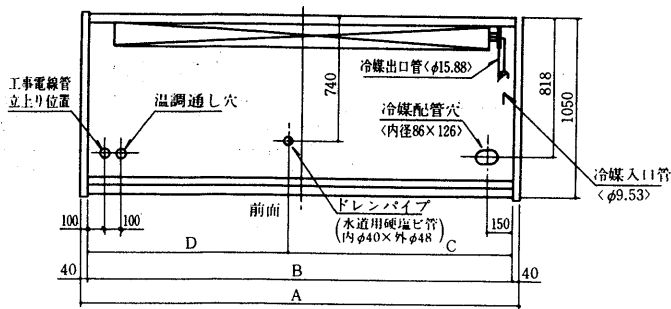 冷媒出口管<φ15.88>
740
818
1050
工事電線管
立上り位置
温調通し穴
冷媒配管穴
<内径86×126>
冷媒入口管
<φ9.53>
100
100
前面
ドレンパイプ
(水道用硬塩ビ管)
内φ40×外φ48
150
D
C
40
B
40
A